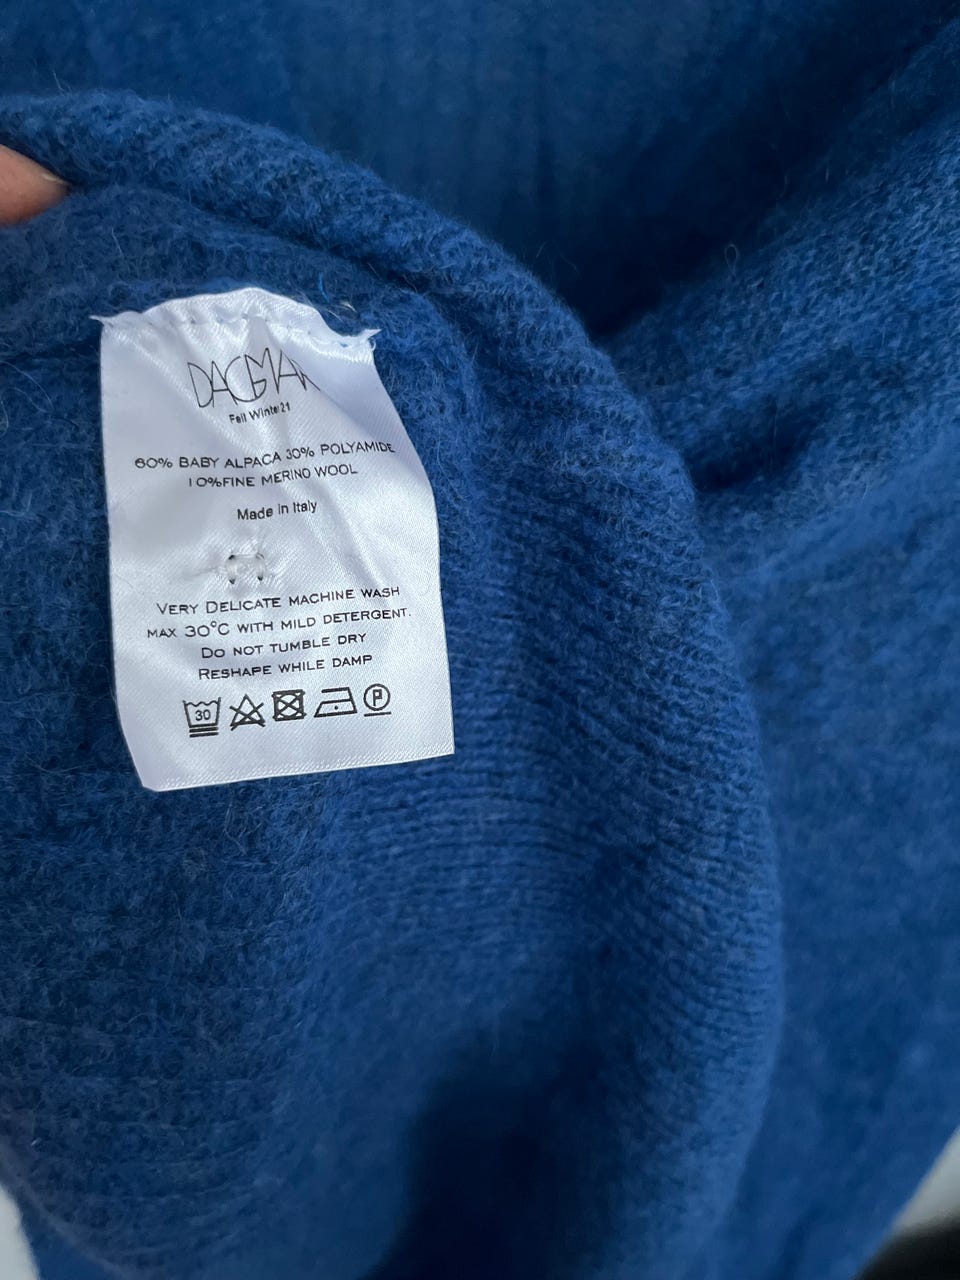 DAGMAR
Fall Winter21
60% BABY ALPACA 30% POLYAMIDE
10%FINE MERINO WOOL
Made in Italy
VERY DELICATE MACHINE WASH
MAX 30°C WITH MILD DETERGENT.
DO NOT TUMBLE DRY
RESHAPE WHILE DAMP
30 P